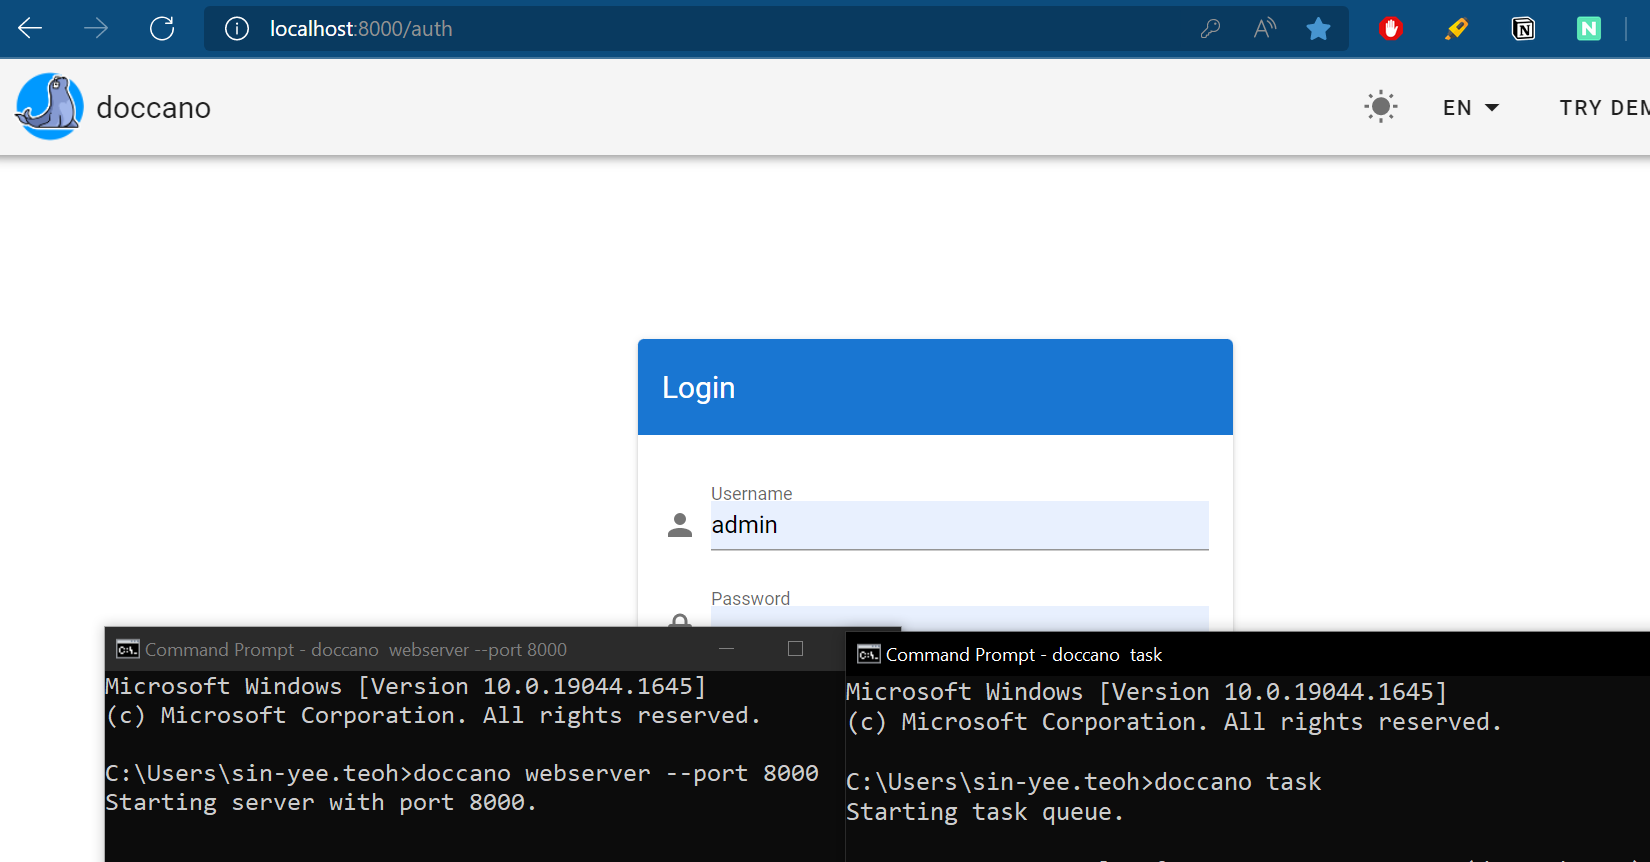 localhost:8000/auth
doccano
EN
TRY DEM
Login
Username
admin
Password
Command Prompt - doccano  webserver --port 8000
Microsoft Windows [Version 10.0.19044.1645]
(c) Microsoft Corporation. All rights reserved.
C:\Users\sin-yee.teoh>doccano webserver --port 8000
Starting server with port 8000.
Command Prompt - doccano  task
Microsoft Windows [Version 10.0.19044.1645]
(c) Microsoft Corporation. All rights reserved.
C:\Users\sin-yee.teoh>doccano task
Starting task queue.